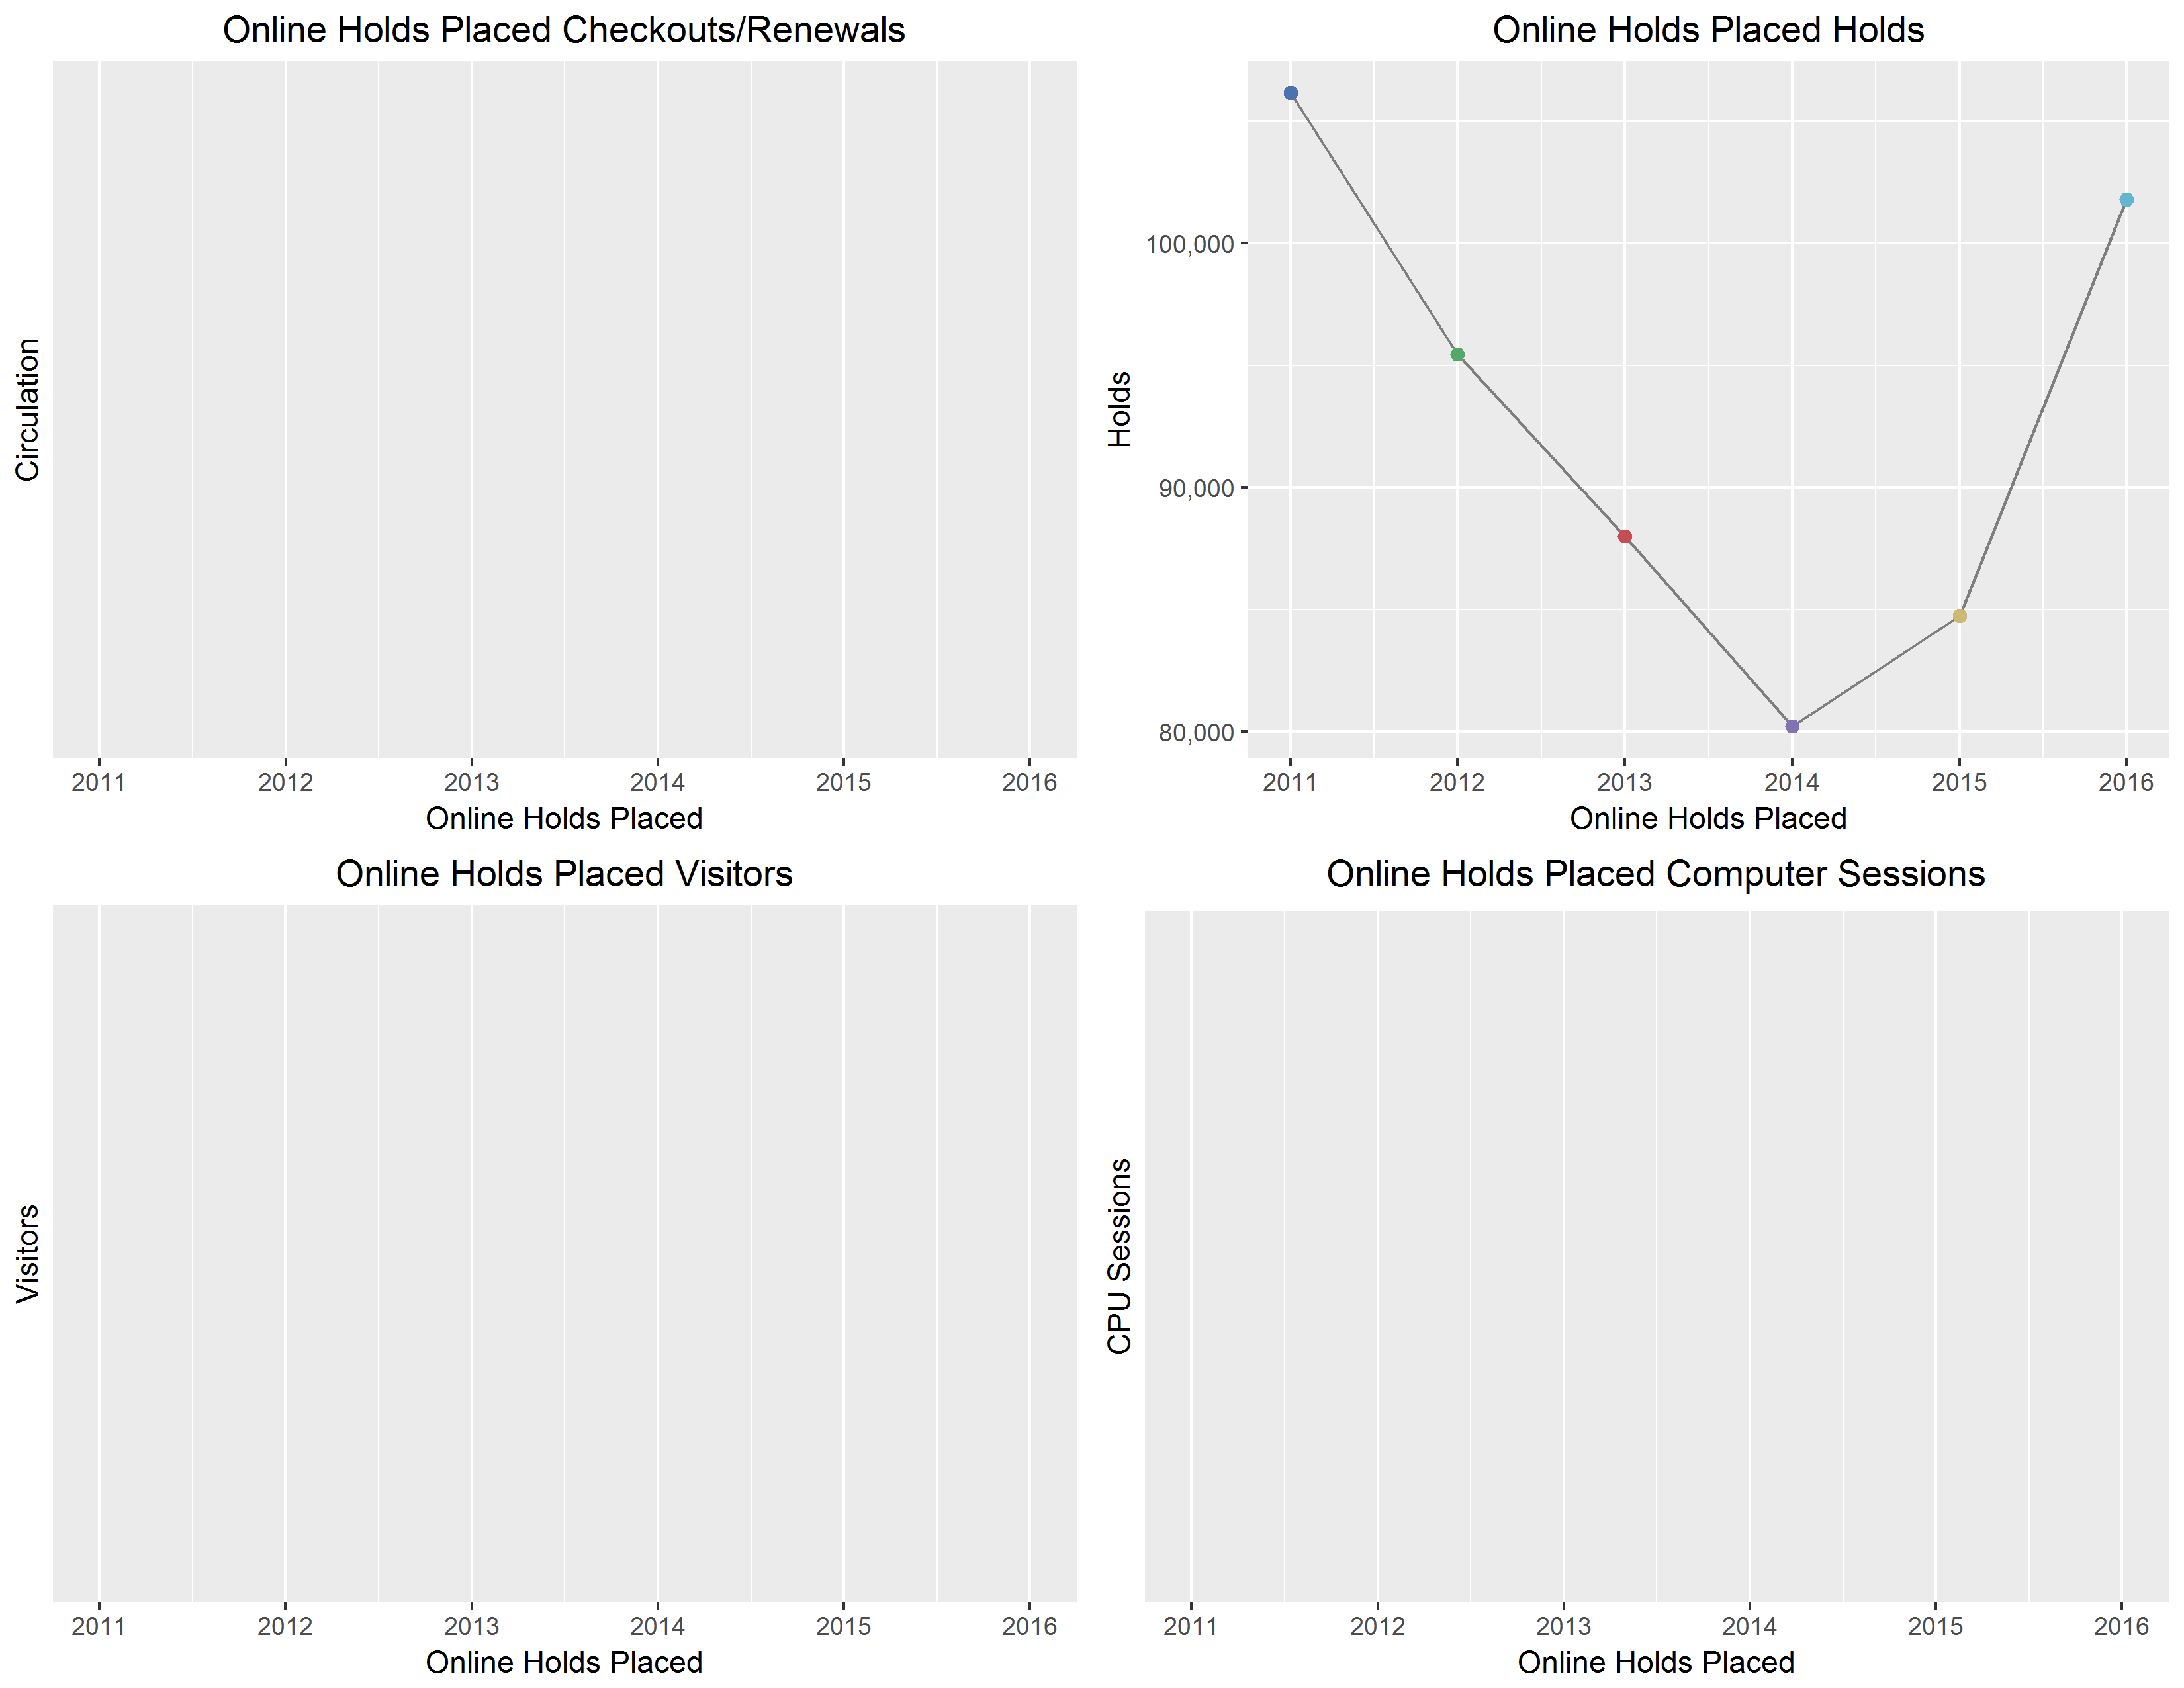 Online Holds Placed Checkouts/Renewals
Circulation
2011 2012 2013 2014 2015 2016
Online Holds Placed
Online Holds Placed Holds
Holds
100,000
90,000
80,000
2011 2012 2013 2014 2015 2016
Online Holds Placed
Online Holds Placed Visitors
Visitors
2011 2012 2013 2014 2015 2016
Online Holds Placed
Online Holds Placed Computer Sessions
CPU Sessions
2011 2012 2013 2014 2015 2016
Online Holds Placed